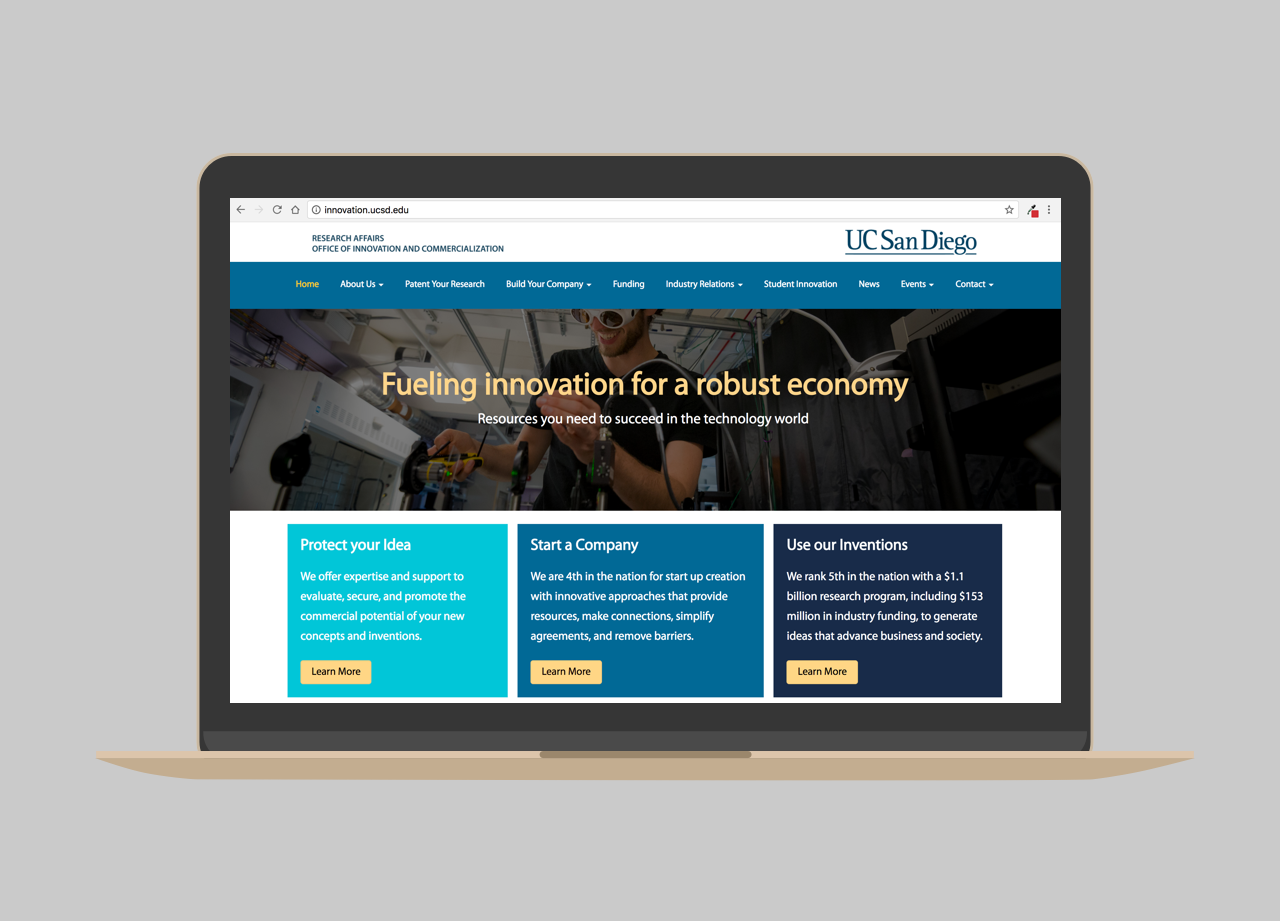 innovation.ucsd.edu
RESEARCH AFFAIRS
OFFICE OF INNOVATION AND COMMERCIALIZATION
UC San Diego
Home About Us Patent Your Research Build Your Company Funding Industry Relations Student Innovation News Events Contact
Fueling innovation for a robust economy
Resources you need to succeed in the technology world
Protect your Idea
We offer expertise and support to
evaluate, secure, and promote the
commercial potential of your new
concepts and inventions.
Learn More
Start a Company
We are 4th in the nation for start up creation
with innovative approaches that provide
resources, make connections, simplify
agreements, and remove barriers.
Learn More
Use our Inventions
We rank 5th in the nation with a $1.1
billion research program, including $153
million in industry funding, to generate
ideas that advance business and society.
Learn More